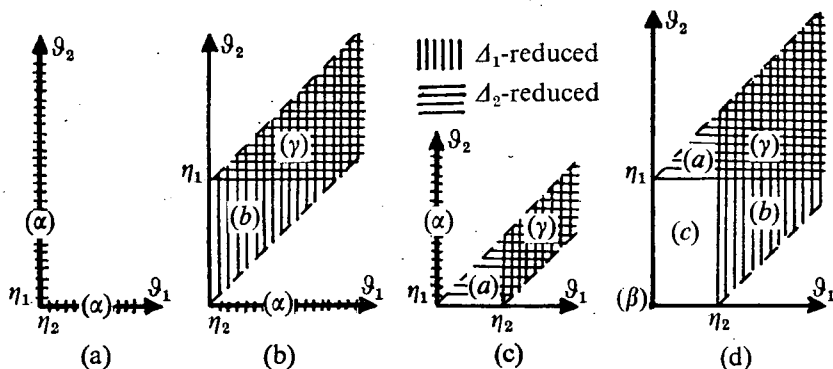 ϑ₂
(α)
η₁
η₂
(α)
ϑ₁
(a)
ϑ₂
(γ)
η₁
(b)
(α)
η₂
ϑ₁
(b)
Δ₁-reduced
Δ₂-reduced
ϑ₂
(α)
(γ)
(a)
η₁
η₂
ϑ₁
(c)
ϑ₂
(γ)
(a)
η₁
(b)
(c)
(β)
η₂
ϑ₁
(d)